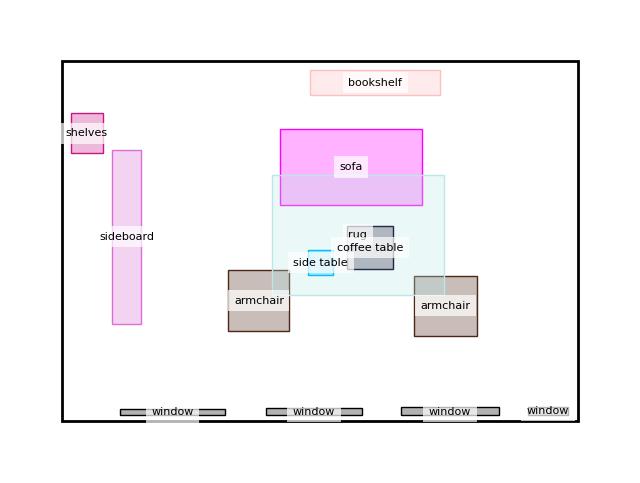 bookshelf
shelves
sofa
sideboard
rug
coffee table
side table
armchair
armchair
window
window
window
window